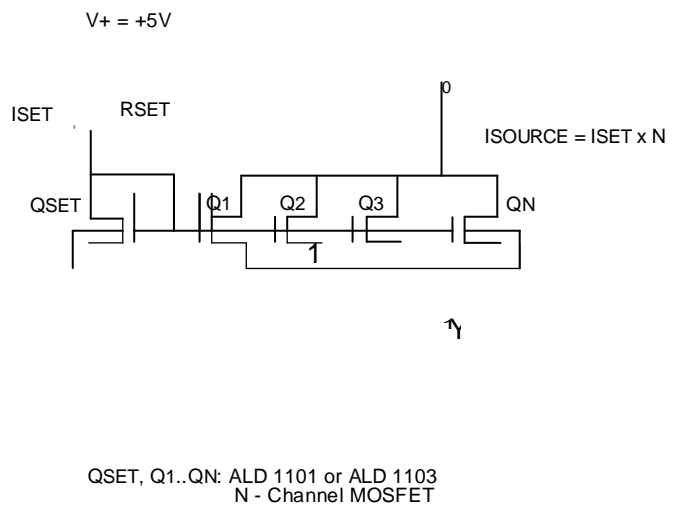 V+ = +5V
0
ISET
RSET
ISOURCE = ISET x N
QSET
Q1
Q2
Q3
QN
1
QSET, Q1..QN: ALD 1101 or ALD 1103
N - Channel MOSFET